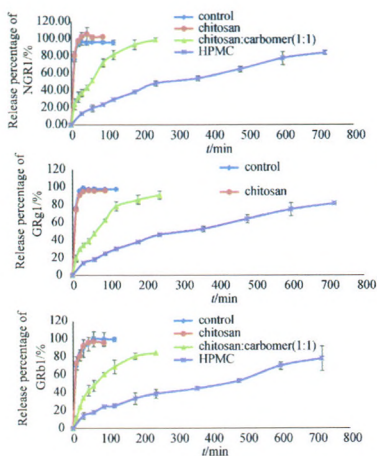 Release percentage of
NGR1/%
120.00
100.00
80.00
60.00
40.00
20.00
0.00
control
chitosan
chitosan:carbomer(1:1)
HPMC
0 100 200 300 400 500 600 700 800
t/min
Release percentage of
GRg1/%
120
100
80
60
40
20
0
control
chitosan
0 100 200 300 400 500 600 700 800
t/min
Release percentage of
GRb1/%
120
100
80
60
40
20
0
control
chitosan
chitosan:carbomer(1:1)
HPMC
0 100 200 300 400 500 600 700 800
t/min